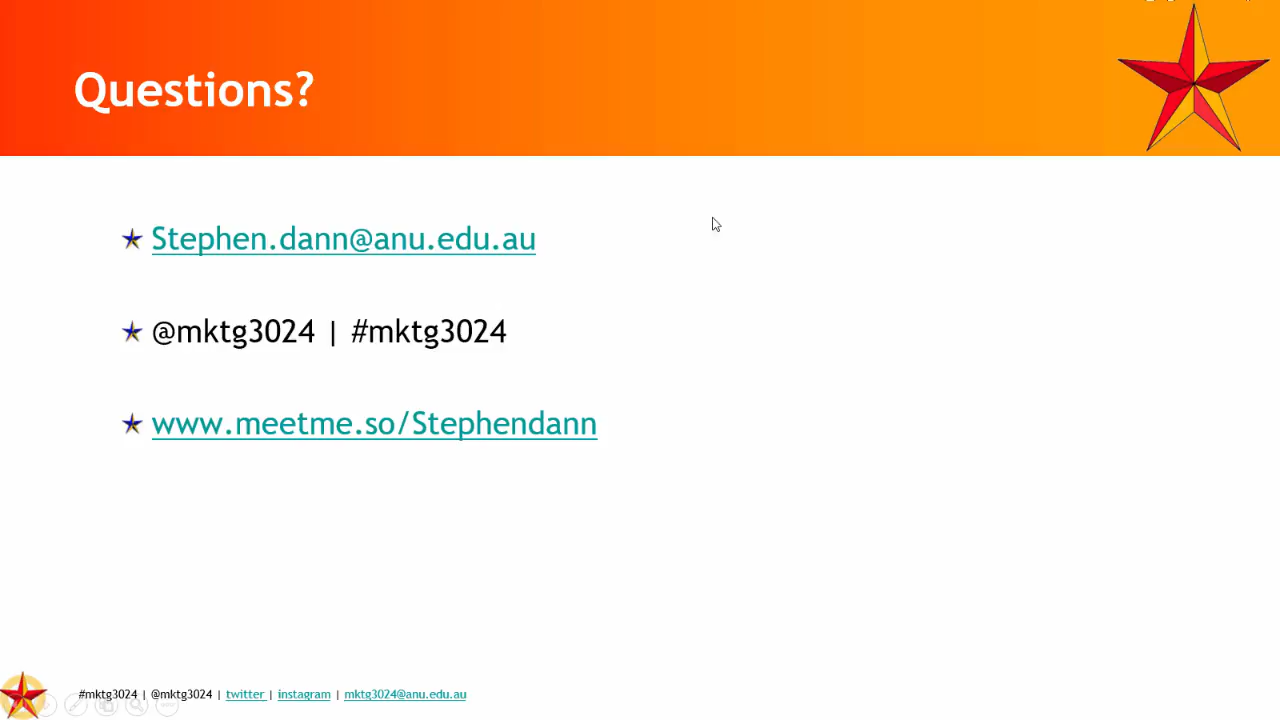 Questions?
Stephen.dann@anu.edu.au
@mktg3024 | #mktg3024
www.meetme.so/Stephendann
#mktg3024 | @mktg3024 | twitter | instagram | mktg3024@anu.edu.au